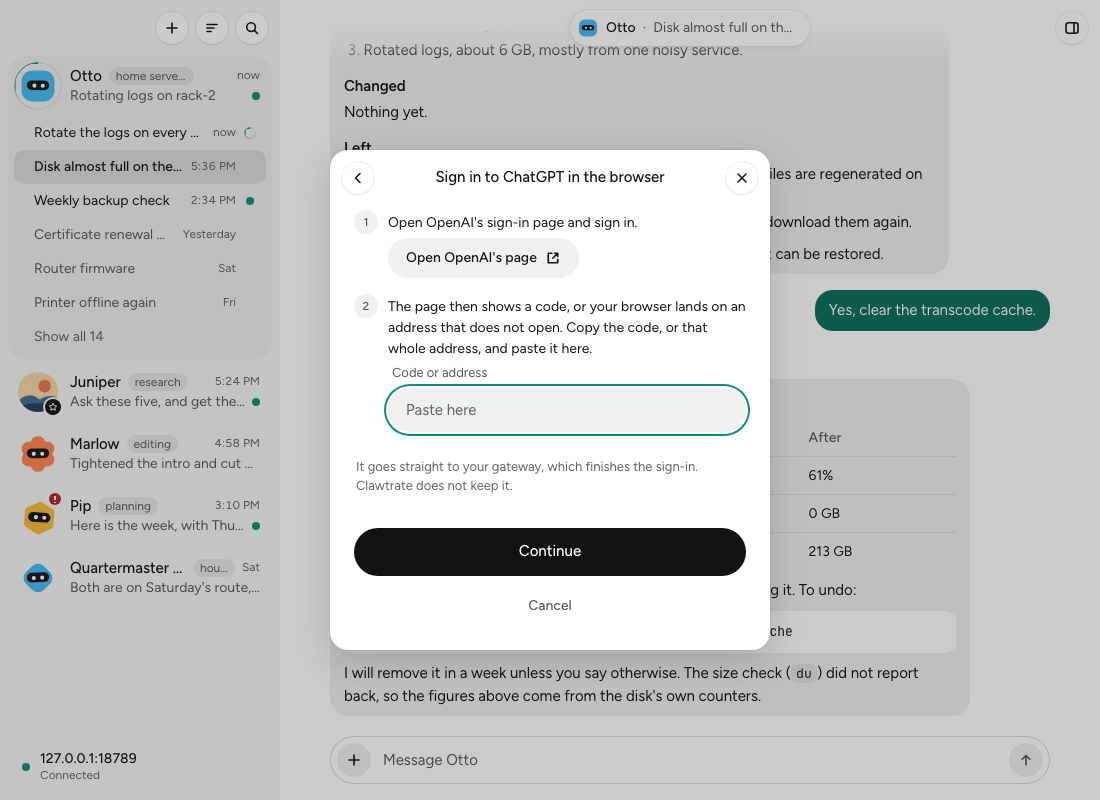 Otto
home serve...
now
Rotating logs on rack-2
Rotate the logs on every ...
now
Disk almost full on the...
5:36 PM
Weekly backup check
2:34 PM
Certificate renewal ...
Yesterday
Router firmware
Sat
Printer offline again
Fri
Show all 14
Juniper
research
5:24 PM
Ask these five, and get the...
Marlow
editing
4:58 PM
Tightened the intro and cut ...
Pip
planning
3:10 PM
Here is the week, with Thu...
Quartermaster ...
hou...
Sat
Both are on Saturday's route,...
127.0.0.1:18789
Connected
Otto · Disk almost full on th...
3. Rotated logs, about 6 GB, mostly from one noisy service.
Changed
Nothing yet.
Left
are regenerated on
download them again.
can be restored.
Yes, clear the transcode cache.
Sign in to ChatGPT in the browser
1
Open OpenAI's sign-in page and sign in.
Open OpenAI's page
2
The page then shows a code, or your browser lands on an
address that does not open. Copy the code, or that
whole address, and paste it here.
Code or address
Paste here
It goes straight to your gateway, which finishes the sign-in.
Clawtrate does not keep it.
Continue
Cancel
After
61%
0 GB
213 GB
it. To undo:
I will remove it in a week unless you say otherwise. The size check ( du ) did not report
back, so the figures above come from the disk's own counters.
Message Otto